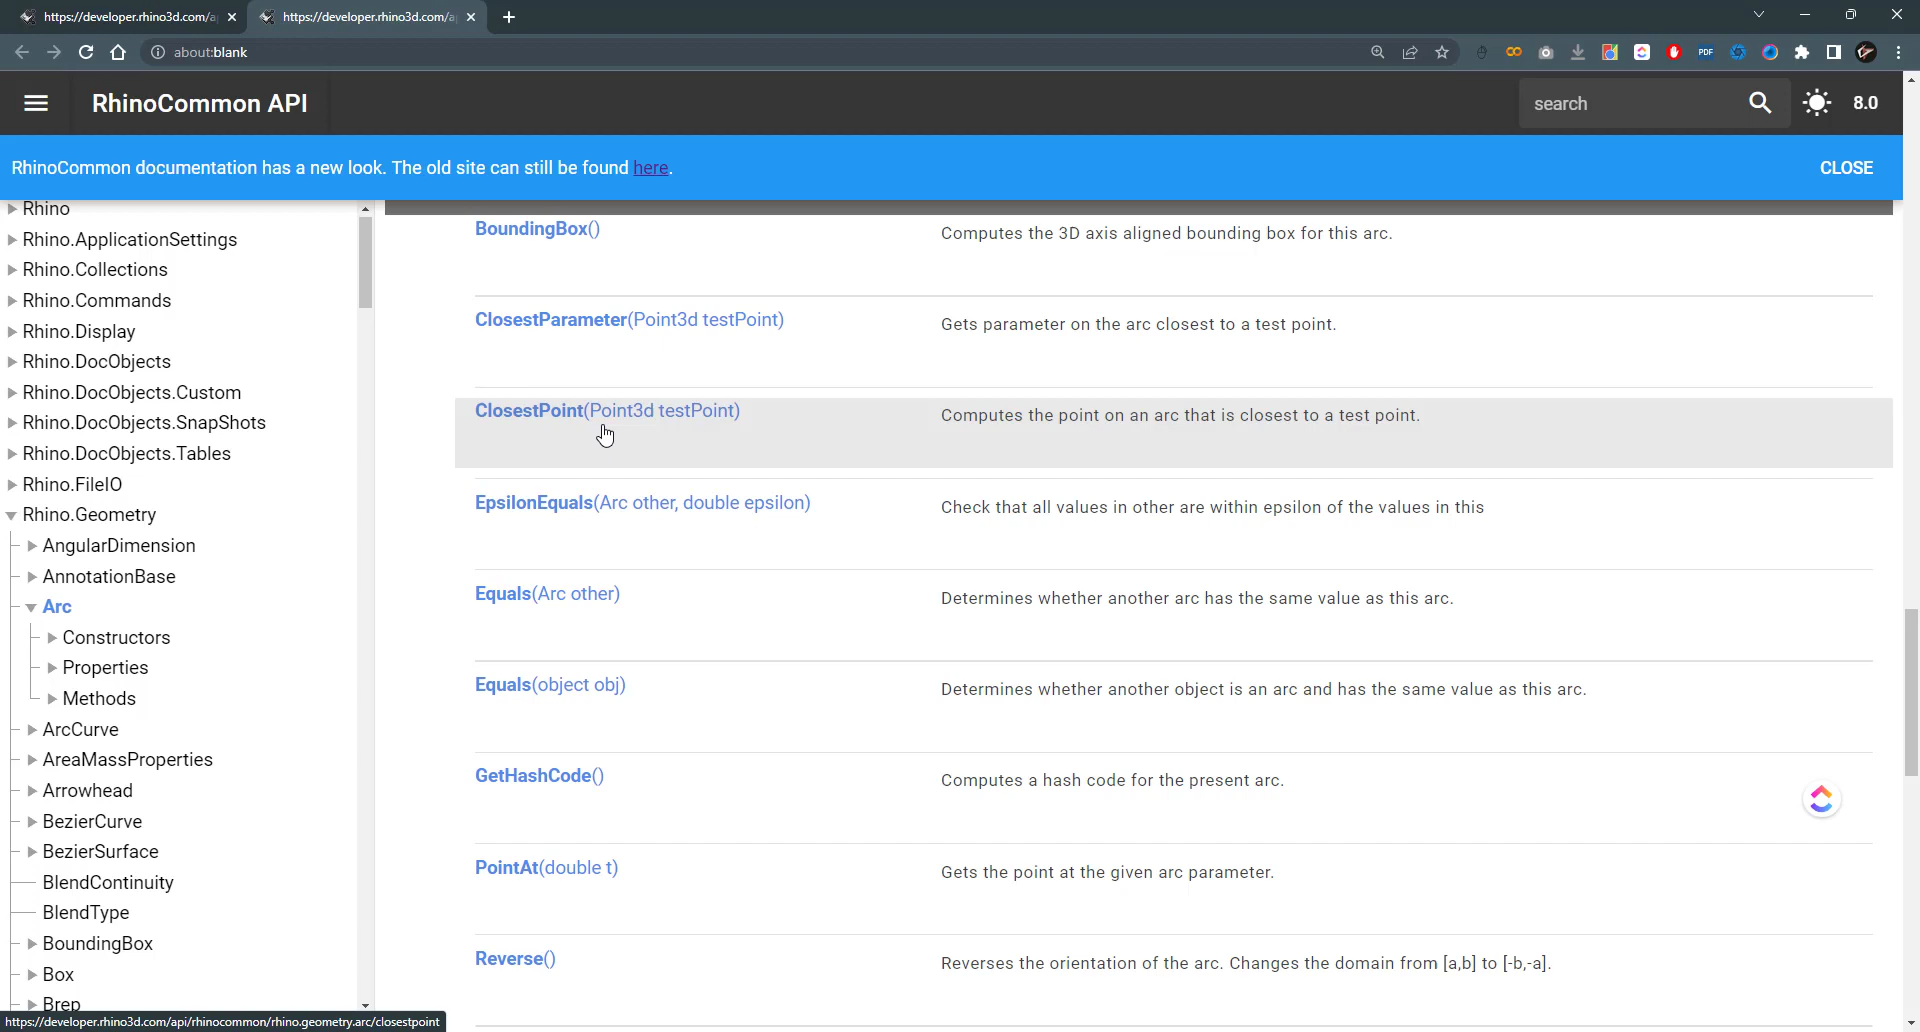 https://developer.rhino3d.com/a
https://developer.rhino3d.com/a
about:blank
PDF
RhinoCommon API
search
8.0
RhinoCommon documentation has a new look. The old site can still be found here.
CLOSE
Rhino
Rhino.ApplicationSettings
Rhino.Collections
Rhino.Commands
Rhino.Display
Rhino.DocObjects
Rhino.DocObjects.Custom
Rhino.DocObjects.SnapShots
Rhino.DocObjects.Tables
Rhino.FileIO
Rhino.Geometry
AngularDimension
AnnotationBase
Arc
Constructors
Properties
Methods
ArcCurve
AreaMassProperties
Arrowhead
BezierCurve
BezierSurface
BlendContinuity
BlendType
BoundingBox
Box
Brep
BoundingBox() Computes the 3D axis aligned bounding box for this arc.
ClosestParameter(Point3d testPoint) Gets parameter on the arc closest to a test point.
ClosestPoint(Point3d testPoint) Computes the point on an arc that is closest to a test point.
EpsilonEquals(Arc other, double epsilon) Check that all values in other are within epsilon of the values in this
Equals(Arc other) Determines whether another arc has the same value as this arc.
Equals(object obj) Determines whether another object is an arc and has the same value as this arc.
GetHashCode() Computes a hash code for the present arc.
PointAt(double t) Gets the point at the given arc parameter.
Reverse() Reverses the orientation of the arc. Changes the domain from [a,b] to [-b,-a].
https://developer.rhino3d.com/api/rhinocommon/rhino.geometry.arc/closestpoint